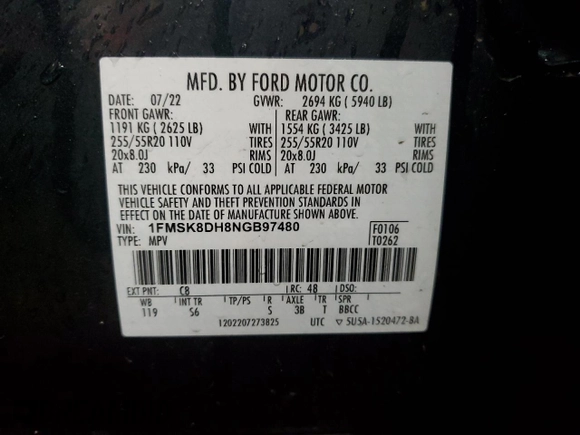 MFD. BY FORD MOTOR CO.
DATE: 07/22 GVWR: 2694 KG ( 5940 LB)
FRONT GAWR: REAR GAWR:
1191 KG ( 2625 LB) WITH 1554 KG ( 3425 LB) WITH
255/55R20 110V TIRES 255/55R20 110V TIRES
20x8.0J RIMS 20x8.0J RIMS
AT 230 kPa/ 33 PSI COLD AT 230 kPa/ 33 PSI COLD
THIS VEHICLE CONFORMS TO ALL APPLICABLE FEDERAL MOTOR
VEHICLE SAFETY AND THEFT PREVENTION STANDARDS IN
EFFECT ON THE DATE OF MANUFACTURE SHOWN ABOVE.
VIN: 1FMSK8DH8NGB97480 F0106
TYPE: MPV T0262
EXT PNT: C8 RC: 48 DSO:
WB INT TR TP/PS R AXLE TR SPR
119 S6 S 3B T BBCC
1202207273825 UTC ▽ 5U5A-1520472-BA